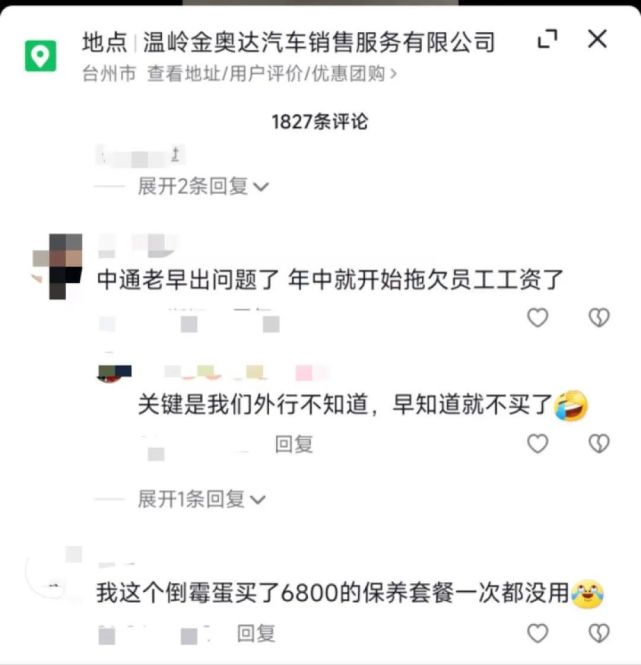 地点 | 温岭金奥达汽车销售服务有限公司
台州市 查看地址/用户评价/优惠团购>
1827条评论
展开2条回复
中通老早出问题了 年中就开始拖欠员工工资了
关键是我们外行不知道，早知道就不买了🤣
回复
展开1条回复
我这个倒霉蛋买了6800的保养套餐一次都没用😂
回复